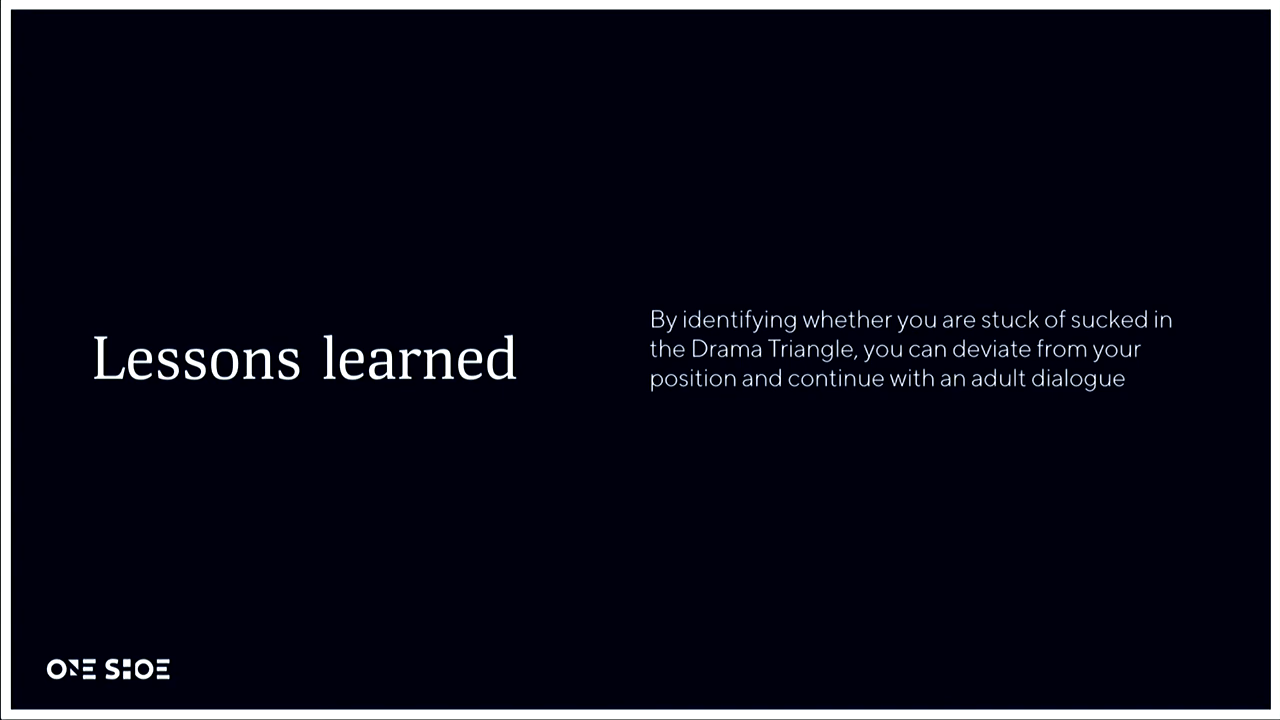 Lessons learned
By identifying whether you are stuck of sucked in
the Drama Triangle, you can deviate from your
position and continue with an adult dialogue
ONE SHOE